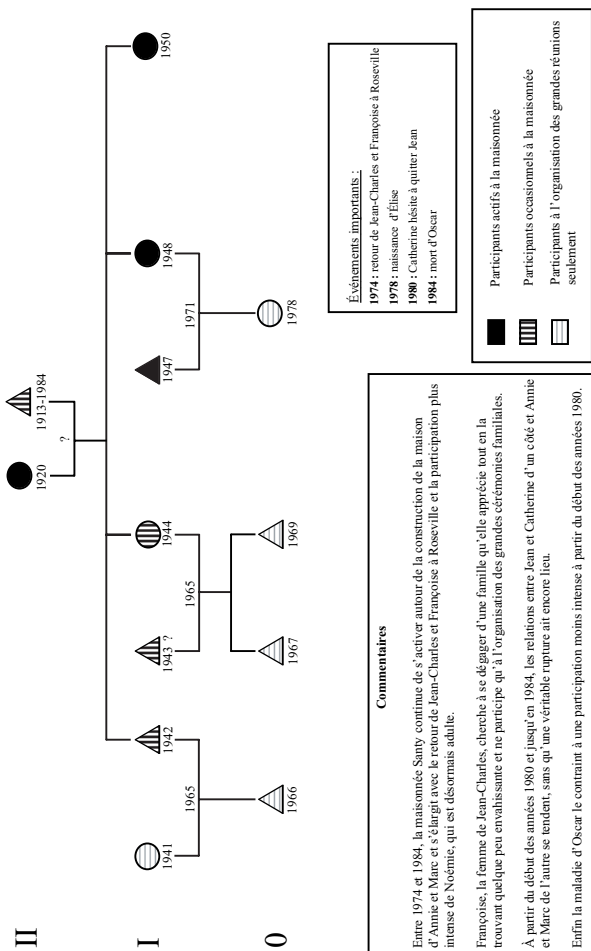 II
I
0
1920
?
1913-1984
1941
1942
1943 ?
1944
1947
1948
1950
1965
1965
1971
1966
1967
1969
1978
Événements importants :
1974 : retour de Jean-Charles et Françoise à Roseville
1978 : naissance d'Élise
1980 : Catherine hésite à quitter Jean
1984 : mort d'Oscar
Commentaires
Entre 1974 et 1984, la maisonnée Santy continue de s'activer autour de la construction de la maison
d'Annie et Marc et s'élargit avec le retour de Jean-Charles et Françoise à Roseville et la participation plus
intense de Noémie, qui est désormais adulte.
Françoise, la femme de Jean-Charles, cherche à se dégager d'une famille qu'elle apprécie tout en la
trouvant quelque peu envahissante et ne participe qu'à l'organisation des grandes cérémonies familiales.
À partir du début des années 1980 et jusqu'en 1984, les relations entre Jean et Catherine d'un côté et Annie
et Marc de l'autre se tendent, sans qu'une véritable rupture ait encore lieu.
Enfin la maladie d'Oscar le contraint à une participation moins intense à partir du début des années 1980.
Participants actifs à la maisonnée
Participants occasionnels à la maisonnée
Participants à l'organisation des grandes réunions
seulement